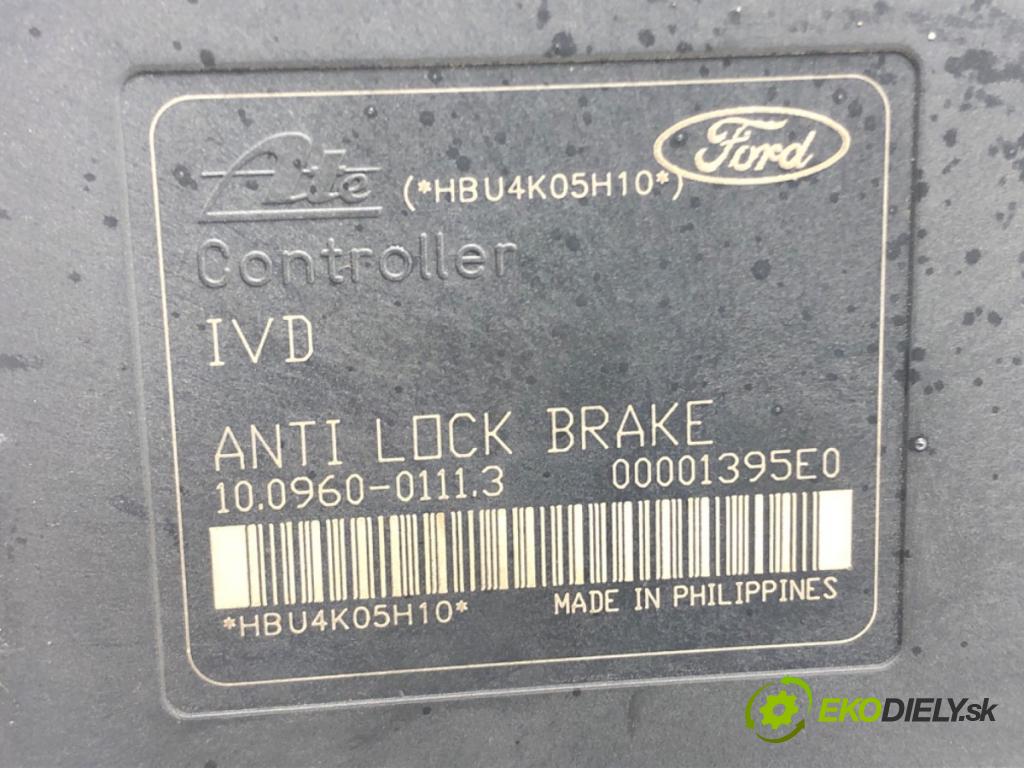 Ate (*HBU4K05H10*) Ford
Controller
IVD
ANTI LOCK BRAKE
10.0960-0111.3 00001395E0
*HBU4K05H10* MADE IN PHILIPPINES
EKODIELY.sk